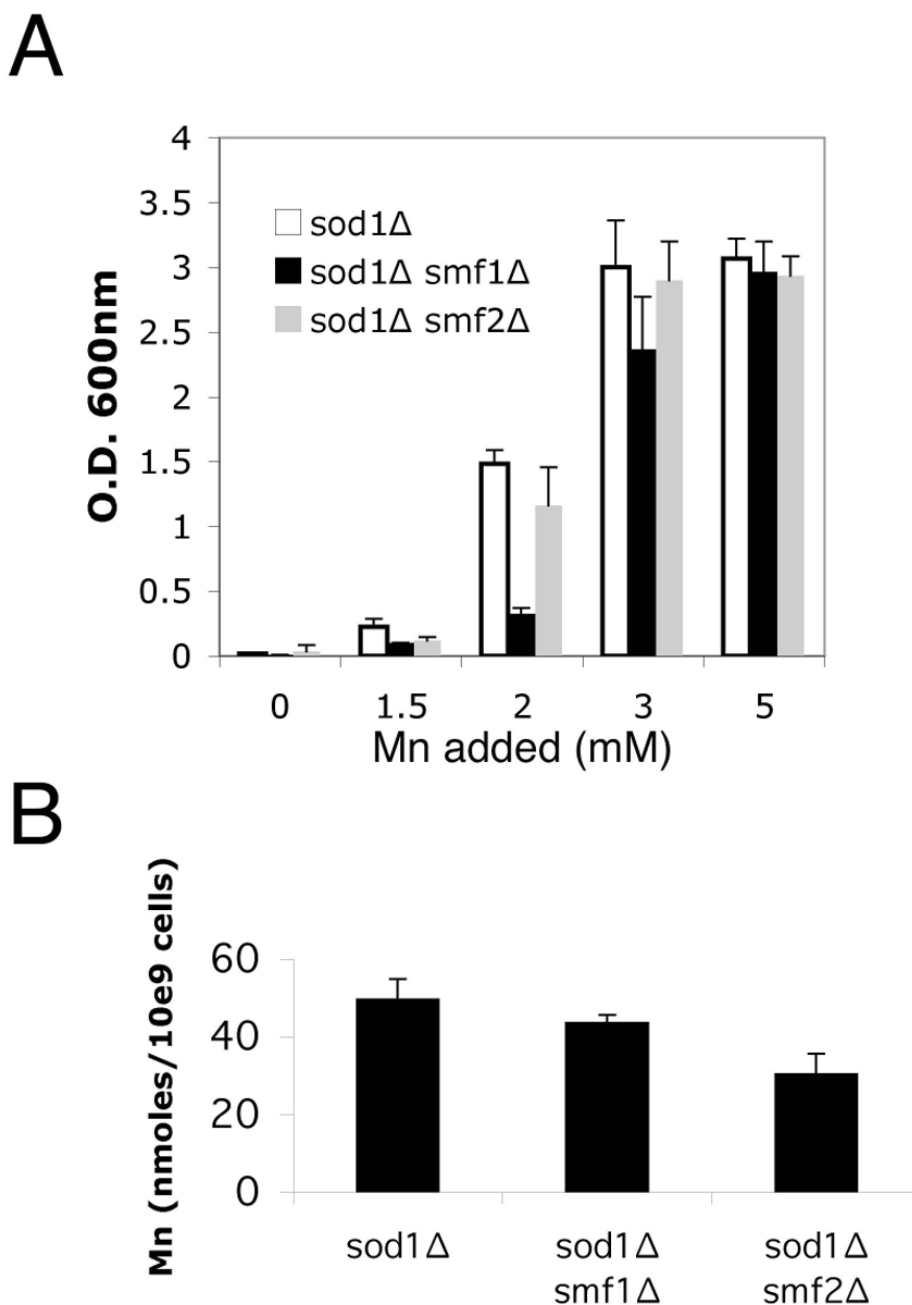 A
4
3.5
3
2.5
2
1.5
1
0.5
0
O.D. 600nm
sod1Δ
sod1Δ smf1Δ
sod1Δ smf2Δ
0 1.5 2 3 5
Mn added (mM)
B
Mn (nmoles/10e9 cells)
60
40
20
0
sod1Δ sod1Δ sod1Δ
smf1Δ smf2Δ